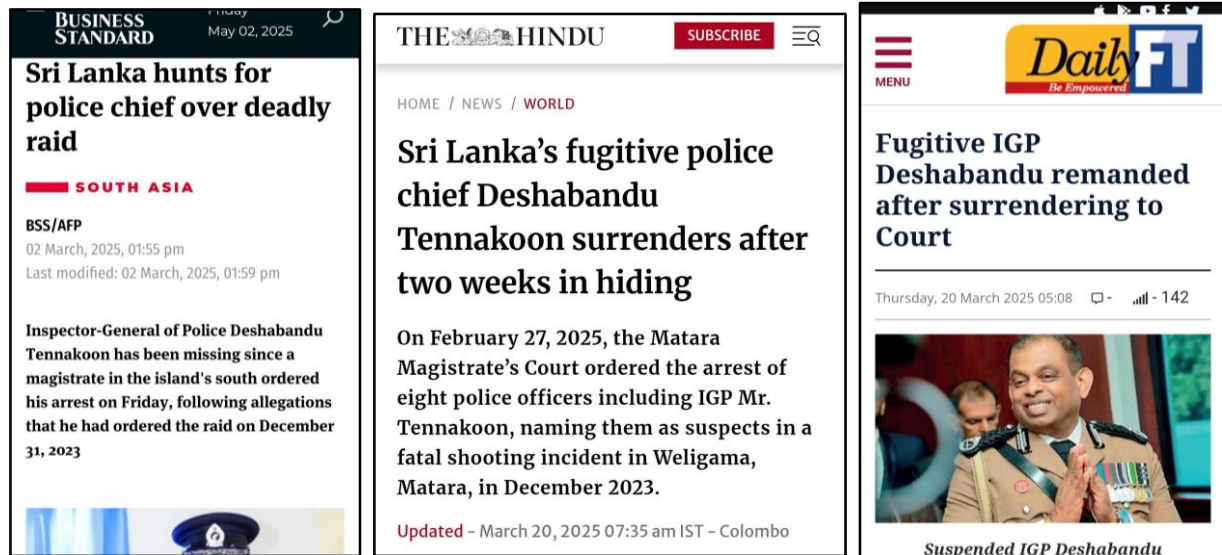 BUSINESS
STANDARD
Friday
May 02, 2025
Sri Lanka hunts for
police chief over deadly
raid
SOUTH ASIA
BSS/AFP
02 March, 2025, 01:55 pm
Last modified: 02 March, 2025, 01:59 pm
Inspector-General of Police Deshabandu
Tennakoon has been missing since a
magistrate in the island's south ordered
his arrest on Friday, following allegations
that he had ordered the raid on December
31, 2023
THE HINDU
SUBSCRIBE
HOME / NEWS / WORLD
Sri Lanka’s fugitive police
chief Deshabandu
Tennakoon surrenders after
two weeks in hiding
On February 27, 2025, the Matara
Magistrate’s Court ordered the arrest of
eight police officers including IGP Mr.
Tennakoon, naming them as suspects in a
fatal shooting incident in Weligama,
Matara, in December 2023.
Updated – March 20, 2025 07:35 am IST – Colombo
MENU
Daily FT
Be Empowered
Fugitive IGP
Deshabandu remanded
after surrendering to
Court
Thursday, 20 March 2025 05:08 - - 142
Suspended IGP Deshabandu